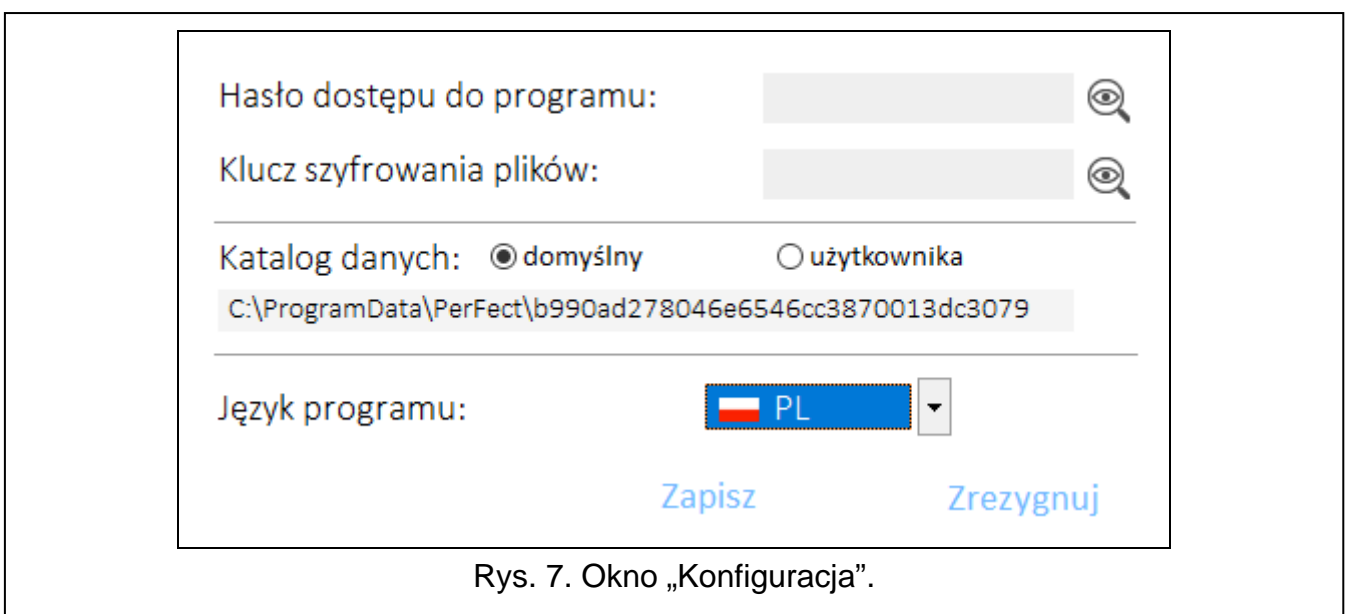 Hasło dostępu do programu:
Klucz szyfrowania plików:
Katalog danych: domyślny użytkownika
C:\ProgramData\PerFect\b990ad278046e6546cc3870013dc3079
Język programu: PL
Zapisz Zrezygnuj
Rys. 7. Okno „Konfiguracja”.